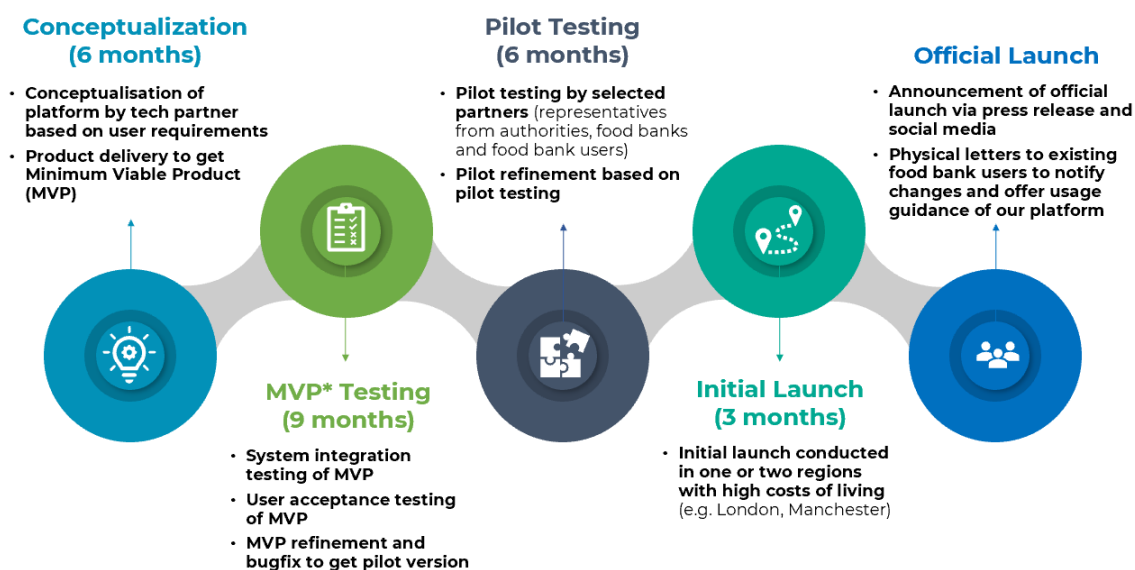 Conceptualization
(6 months)
• Conceptualisation of
platform by tech partner
based on user requirements
• Product delivery to get
Minimum Viable Product
(MVP)
MVP* Testing
(9 months)
• System integration
testing of MVP
• User acceptance testing
of MVP
• MVP refinement and
bugfix to get pilot version
Pilot Testing
(6 months)
• Pilot testing by selected
partners (representatives
from authorities, food banks
and food bank users)
• Pilot refinement based on
pilot testing
Initial Launch
(3 months)
• Initial launch conducted
in one or two regions
with high costs of living
(e.g. London, Manchester)
Official Launch
• Announcement of official
launch via press release and
social media
• Physical letters to existing
food bank users to notify
changes and offer usage
guidance of our platform